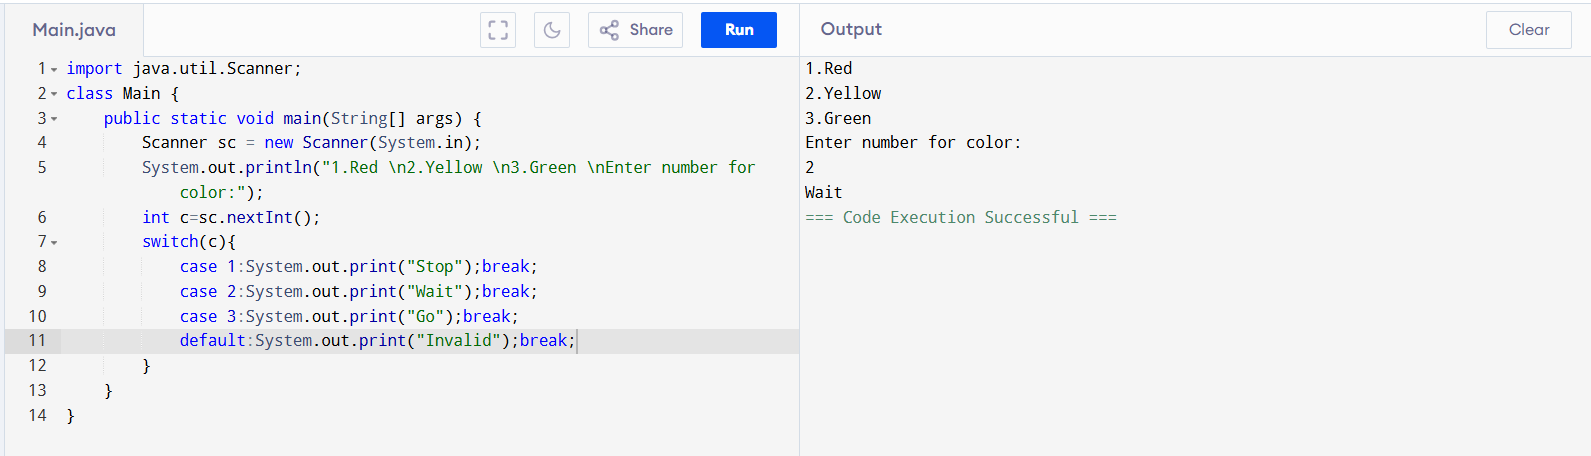 Main.java
Share
Run
Output
Clear
1 import java.util.Scanner;
2 class Main {
3     public static void main(String[] args) {
4         Scanner sc = new Scanner(System.in);
5         System.out.println("1.Red \n2.Yellow \n3.Green \nEnter number for
            color:");
6         int c=sc.nextInt();
7         switch(c){
8             case 1:System.out.print("Stop");break;
9             case 2:System.out.print("Wait");break;
10             case 3:System.out.print("Go");break;
11             default:System.out.print("Invalid");break;
12         }
13     }
14 }
1.Red
2.Yellow
3.Green
Enter number for color:
2
Wait
=== Code Execution Successful ===